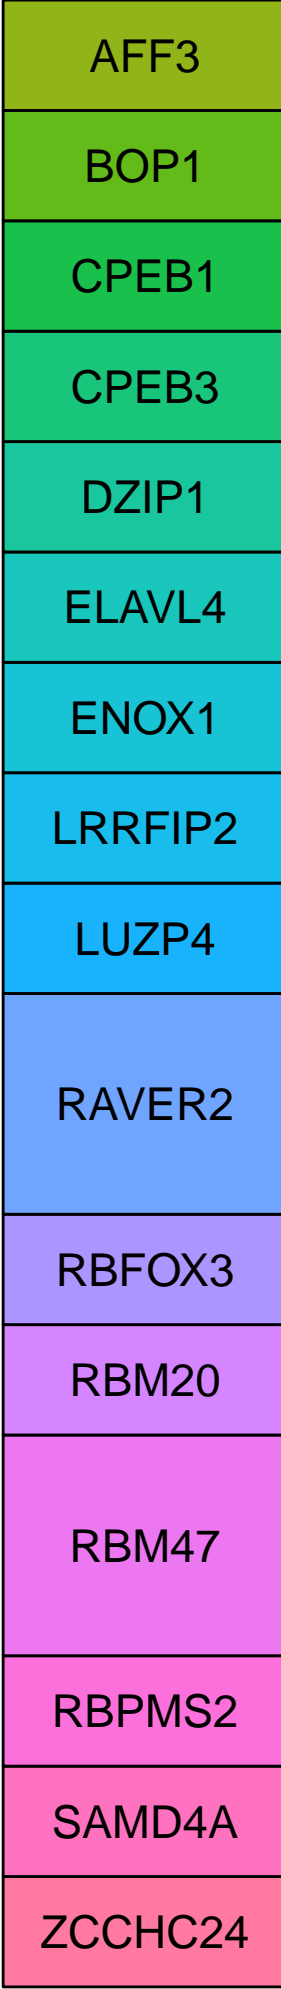 AFF3
BOP1
CPEB1
CPEB3
DZIP1
ELAVL4
ENOX1
LRRFIP2
LUZP4
RAVER2
RBFOX3
RBM20
RBM47
RBPMS2
SAMD4A
ZCCHC24